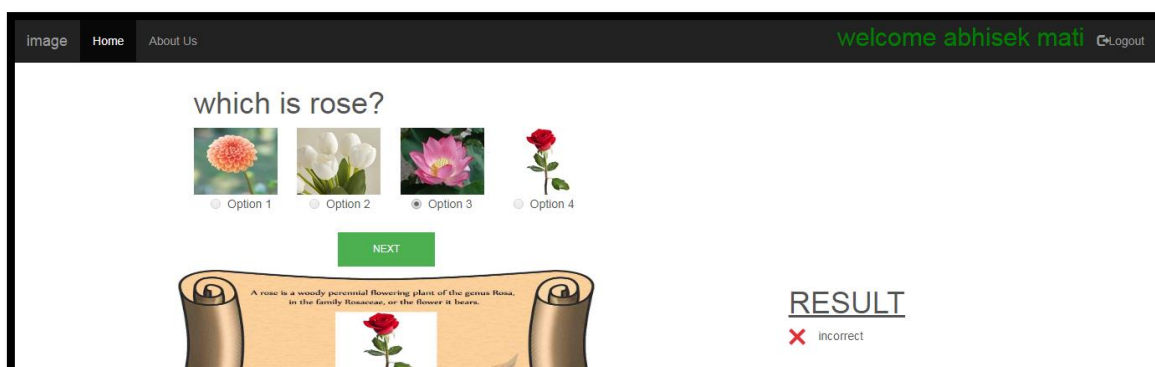 image Home About Us welcome abhisek mati Logout
which is rose?
Option 1 Option 2 Option 3 Option 4
NEXT
A rose is a woody perennial flowering plant of the genus Rosa,
in the family Rosaceae, or the flower it bears.
RESULT
incorrect